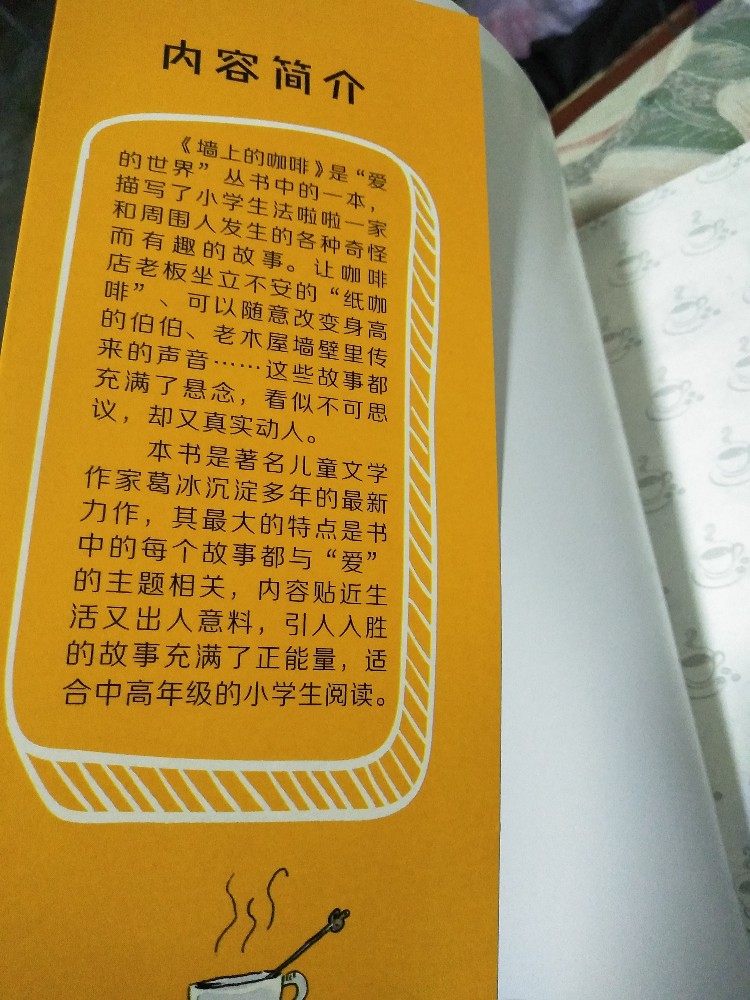 内容简介
《墙上的咖啡》是“爱
的世界”丛书中的一本，
描写了小学生法啦啦一家
和周围人发生的各种奇怪
而有趣的故事。让咖啡
店老板坐立不安的“纸咖
啡”、可以随意改变身高
的伯伯、老木屋墙壁里传
来的声音……这些故事都
充满了悬念，看似不可思
议，却又真实动人。
本书是著名儿童文学
作家葛冰沉淀多年的最新
力作，其最大的特点是书
中的每个故事都与“爱”
的主题相关，内容贴近生
活又出人意料，引人入胜
的故事充满了正能量，适
合中高年级的小学生阅读。